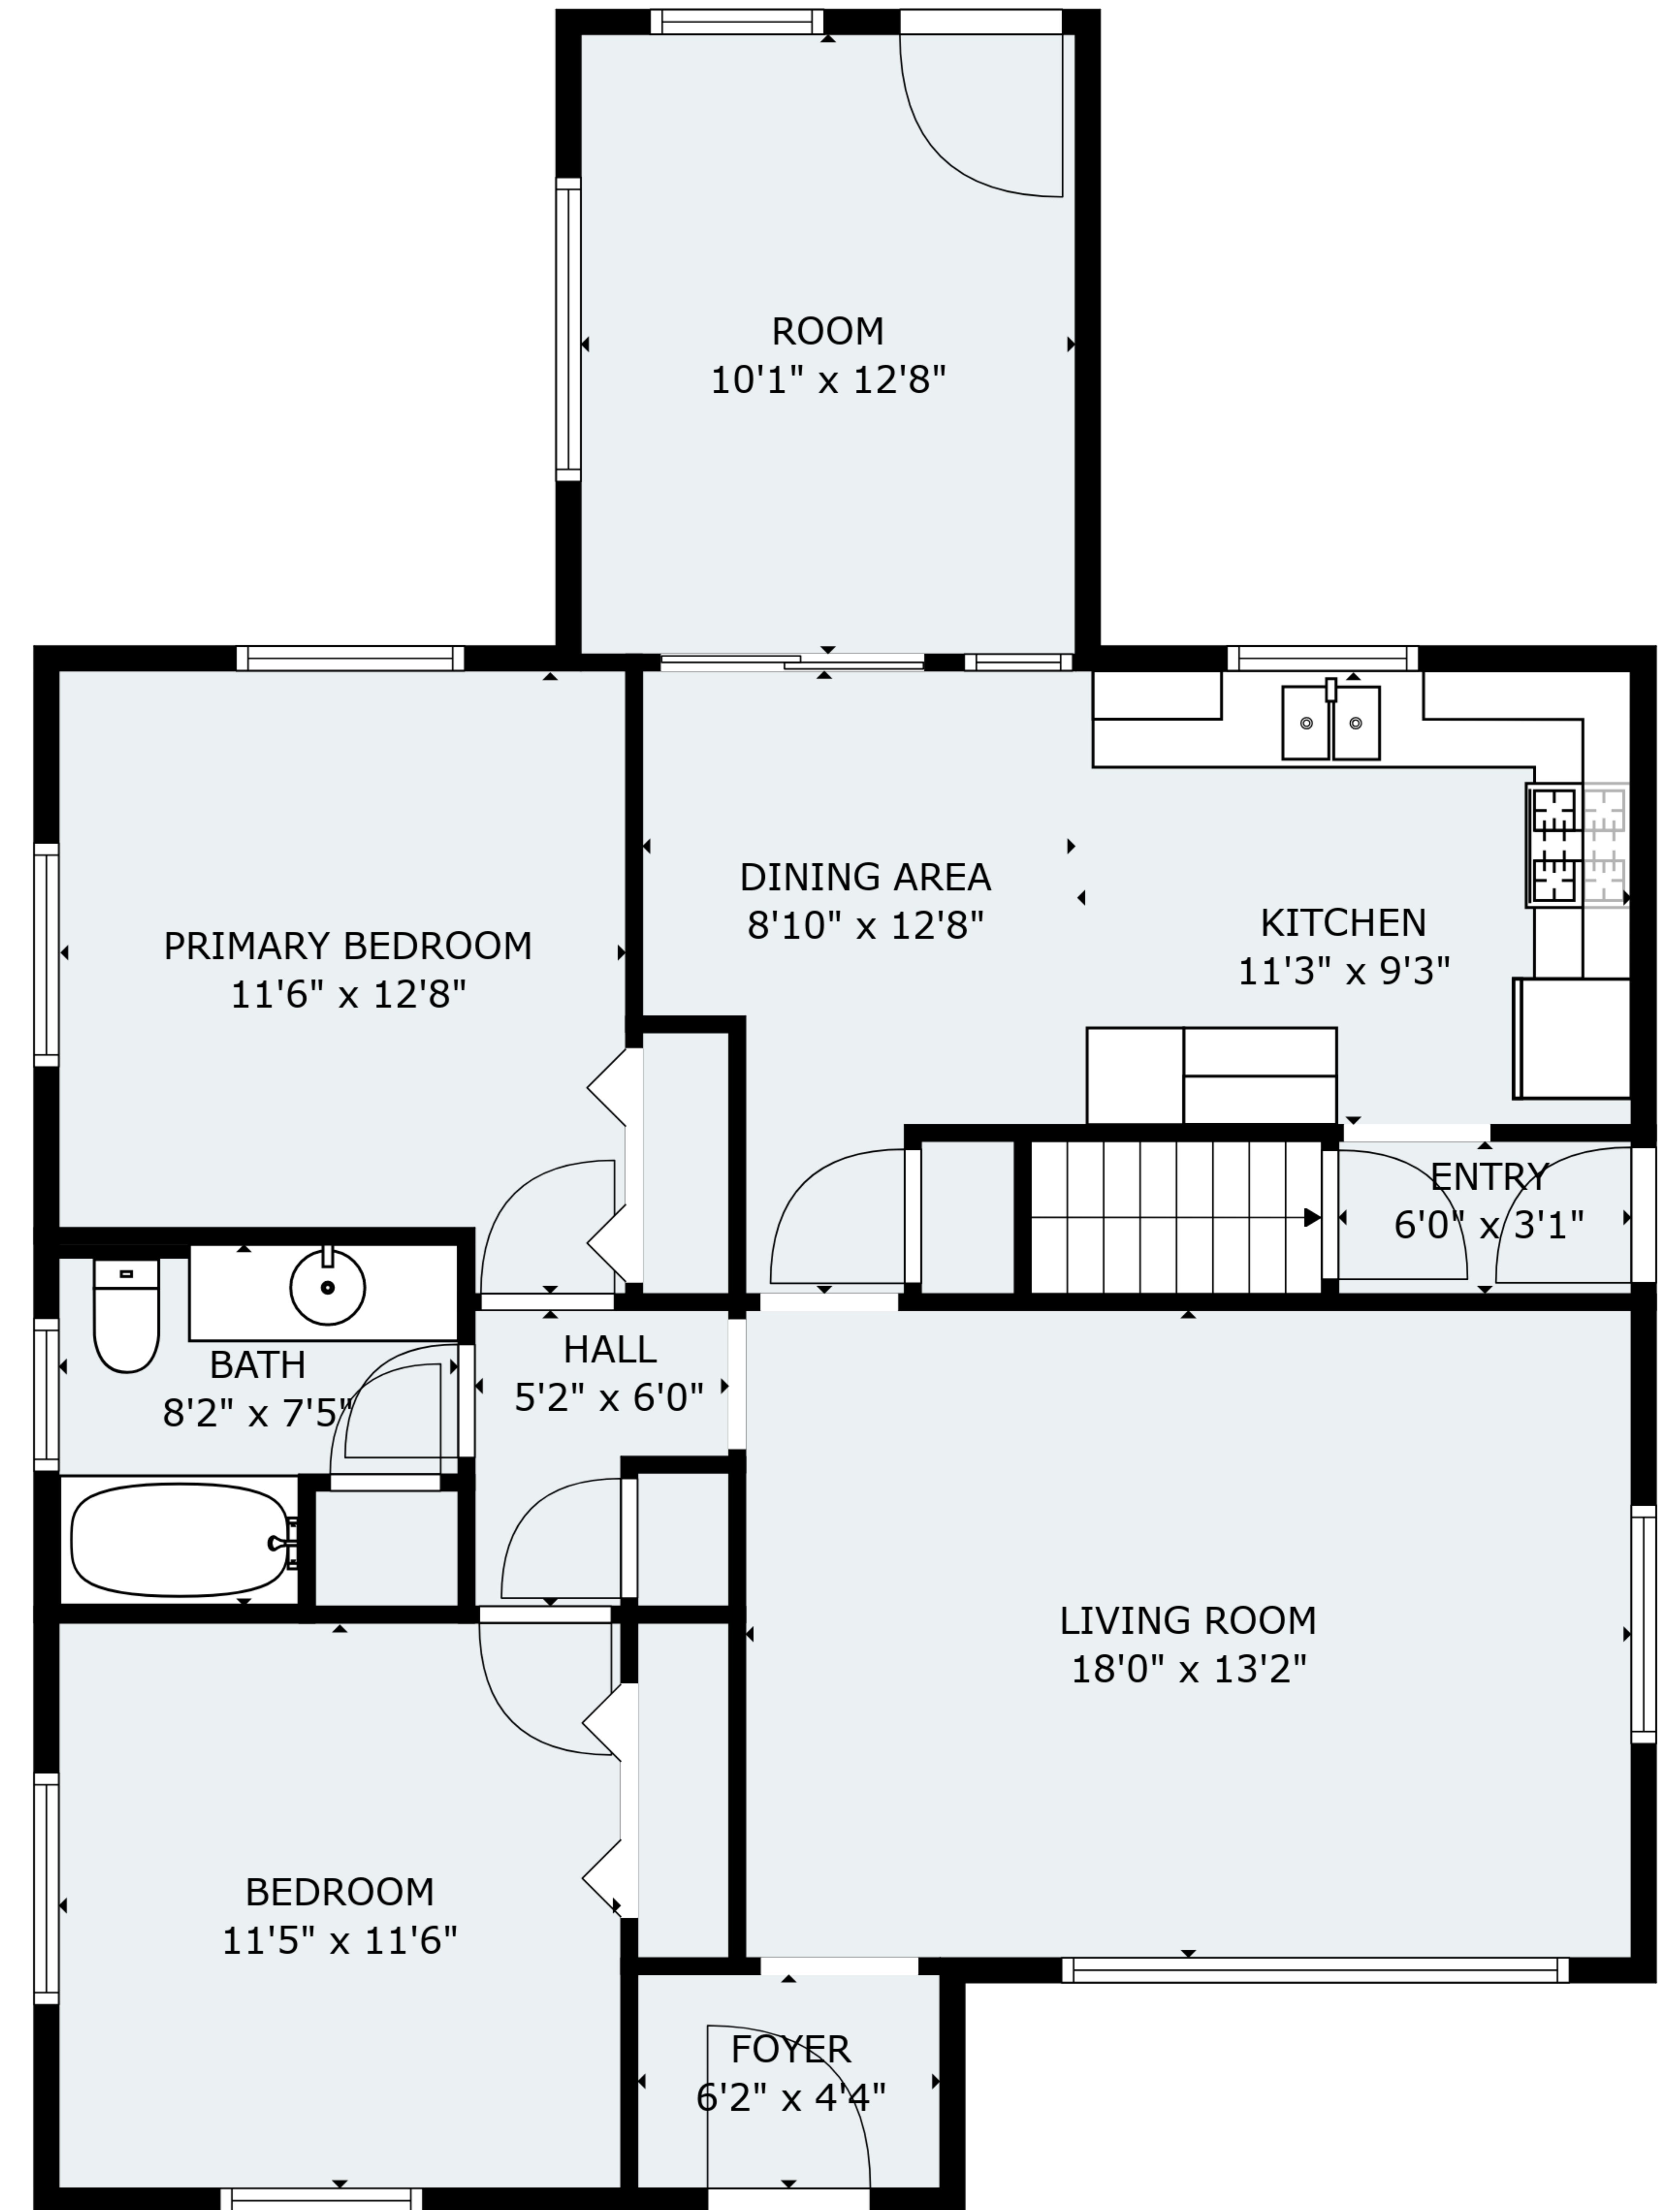 ROOM
10'1" x 12'8"
DINING AREA
8'10" x 12'8"
KITCHEN
11'3" x 9'3"
PRIMARY BEDROOM
11'6" x 12'8"
ENTRY
6'0" x 3'1"
HALL
5'2" x 6'0"
BATH
8'2" x 7'5"
LIVING ROOM
18'0" x 13'2"
BEDROOM
11'5" x 11'6"
FOYER
6'2" x 4'4"